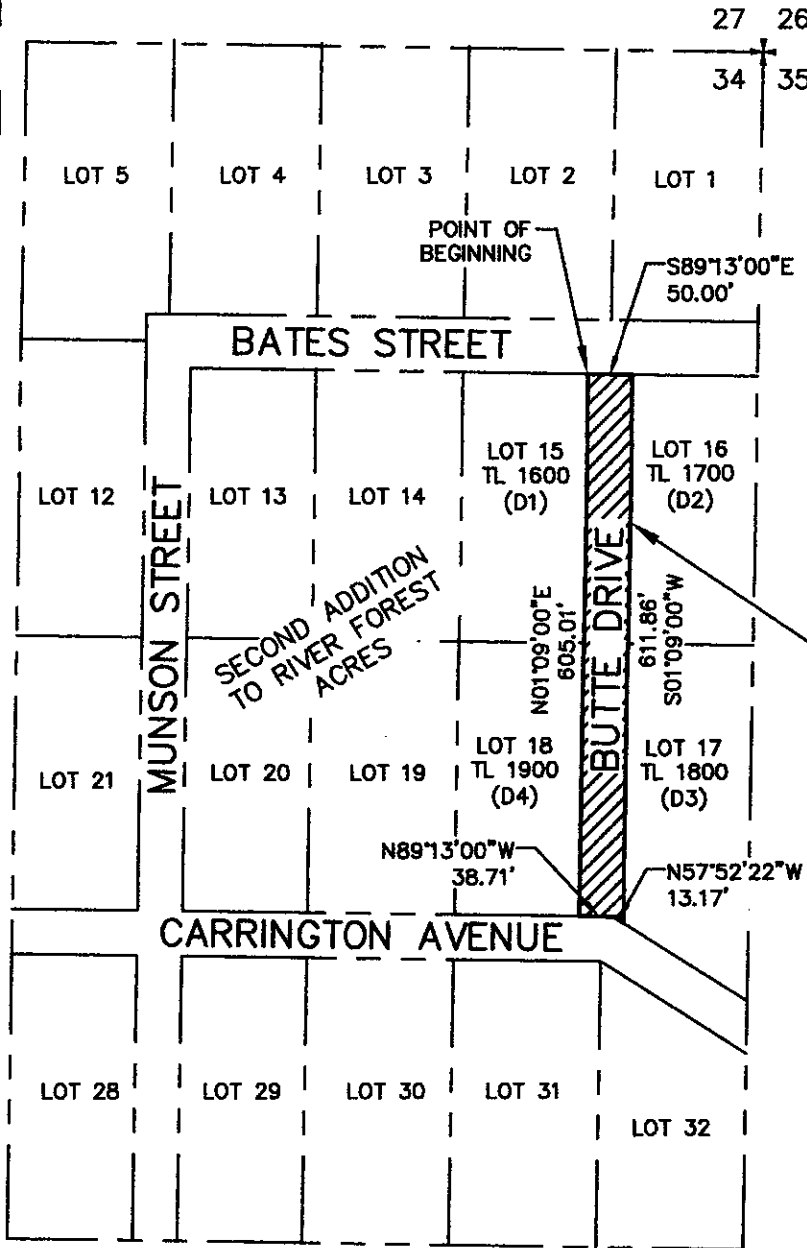 27 26
34 35
LOT 5
LOT 4
LOT 3
LOT 2
LOT 1
POINT OF
BEGINNING
S89°13'00"E
50.00'
BATES STREET
LOT 12
MUNSON STREET
LOT 13
LOT 14
LOT 15
TL 1600
(D1)
LOT 16
TL 1700
(D2)
SECOND ADDITION
TO RIVER FOREST
ACRES
N01°09'00"E
605.01'
BUTTE DRIVE
611.86'
S01°09'00"W
LOT 21
LOT 20
LOT 19
LOT 18
TL 1900
(D4)
LOT 17
TL 1800
(D3)
N89°13'00"W
38.71'
N57°52'22"W
13.17'
CARRINGTON AVENUE
LOT 28
LOT 29
LOT 30
LOT 31
LOT 32